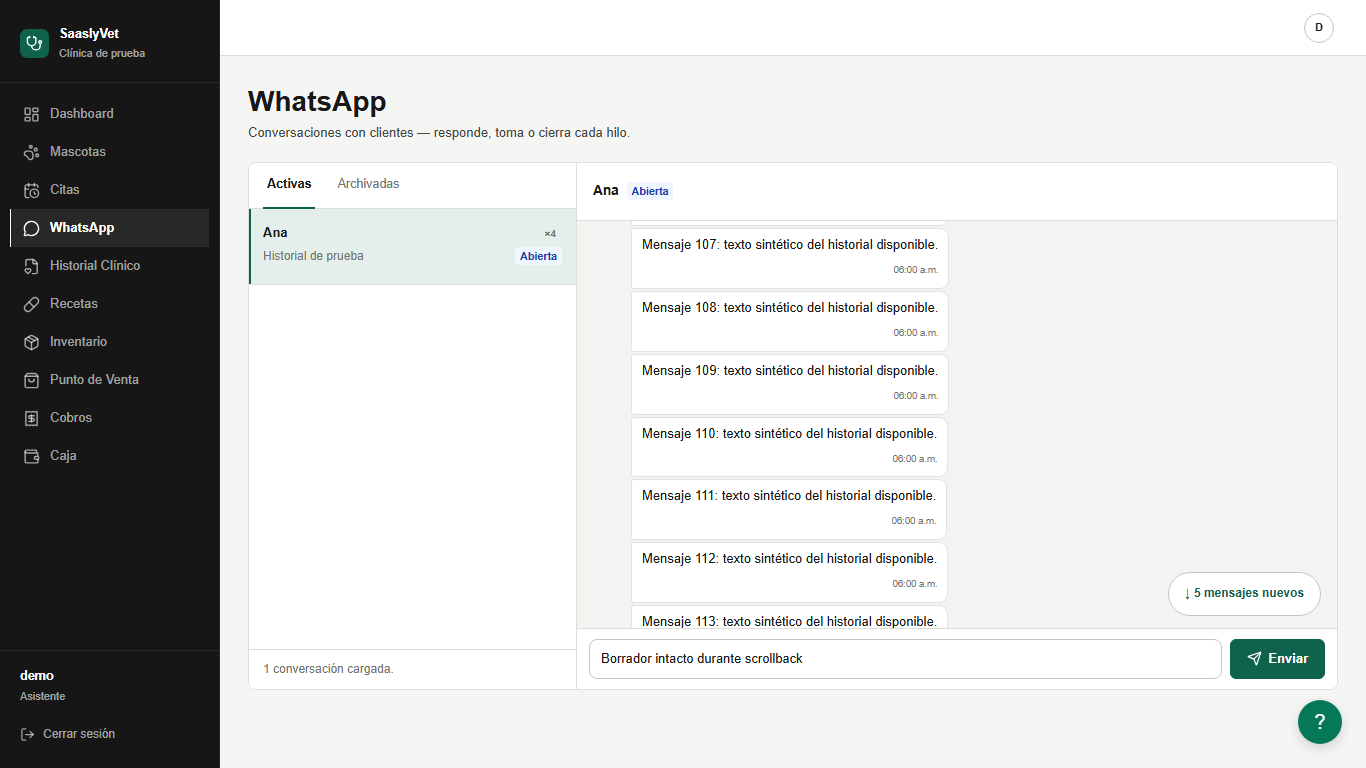 SaaslyVet
Clínica de prueba
Dashboard
Mascotas
Citas
WhatsApp
Historial Clínico
Recetas
Inventario
Punto de Venta
Cobros
Caja
demo
Asistente
Cerrar sesión
D
WhatsApp
Conversaciones con clientes — responde, toma o cierra cada hilo.
Activas
Archivadas
Ana
×4
Historial de prueba
Abierta
1 conversación cargada.
Ana
Abierta
Mensaje 107: texto sintético del historial disponible.
06:00 a.m.
Mensaje 108: texto sintético del historial disponible.
06:00 a.m.
Mensaje 109: texto sintético del historial disponible.
06:00 a.m.
Mensaje 110: texto sintético del historial disponible.
06:00 a.m.
Mensaje 111: texto sintético del historial disponible.
06:00 a.m.
Mensaje 112: texto sintético del historial disponible.
06:00 a.m.
Mensaje 113: texto sintético del historial disponible.
↓ 5 mensajes nuevos
Borrador intacto durante scrollback
Enviar
?